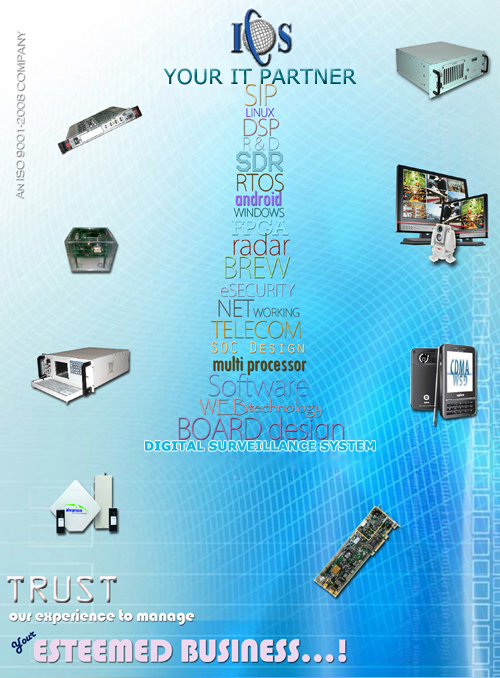 ICS
YOUR IT PARTNER
AN ISO 9001-2008 COMPANY
SIP
LINUX
DSP
R & D
SDR
RTOS
android
WINDOWS
FPGA
radar
BREW
eSECURITY
NETWORKING
TELECOM
SOC DESIGN
multi processor
Software
WEBtechnology
BOARD design
DIGITAL SURVEILLANCE SYSTEM
CDMA
WSD
TRUST
our experience to manage
Your
ESTEEMED BUSINESS...!